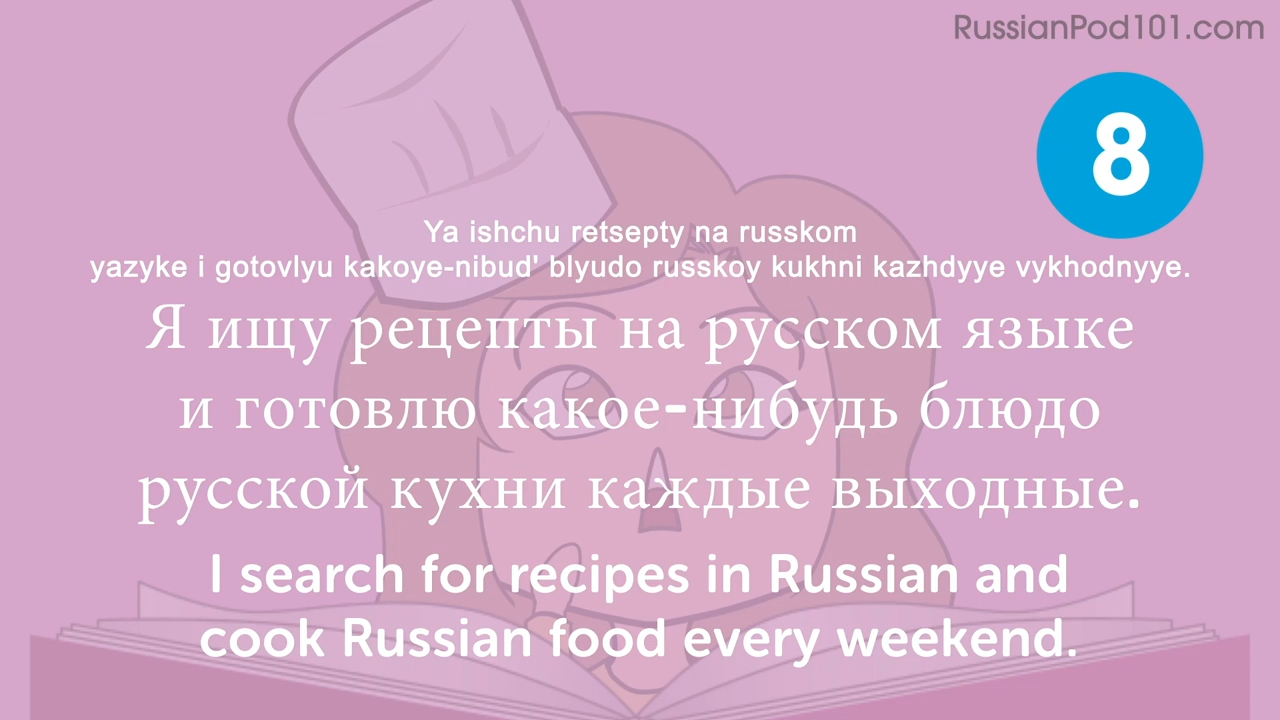 RussianPod101.com
8
Ya ishchu retsepty na russkom
yazyke i gotovlyu kakoye-nibud' blyudo russkoy kukhni kazhdyye vykhodnyye.
Я ищу рецепты на русском языке
и готовлю какое-нибудь блюдо
русской кухни каждые выходные.
I search for recipes in Russian and
cook Russian food every weekend.